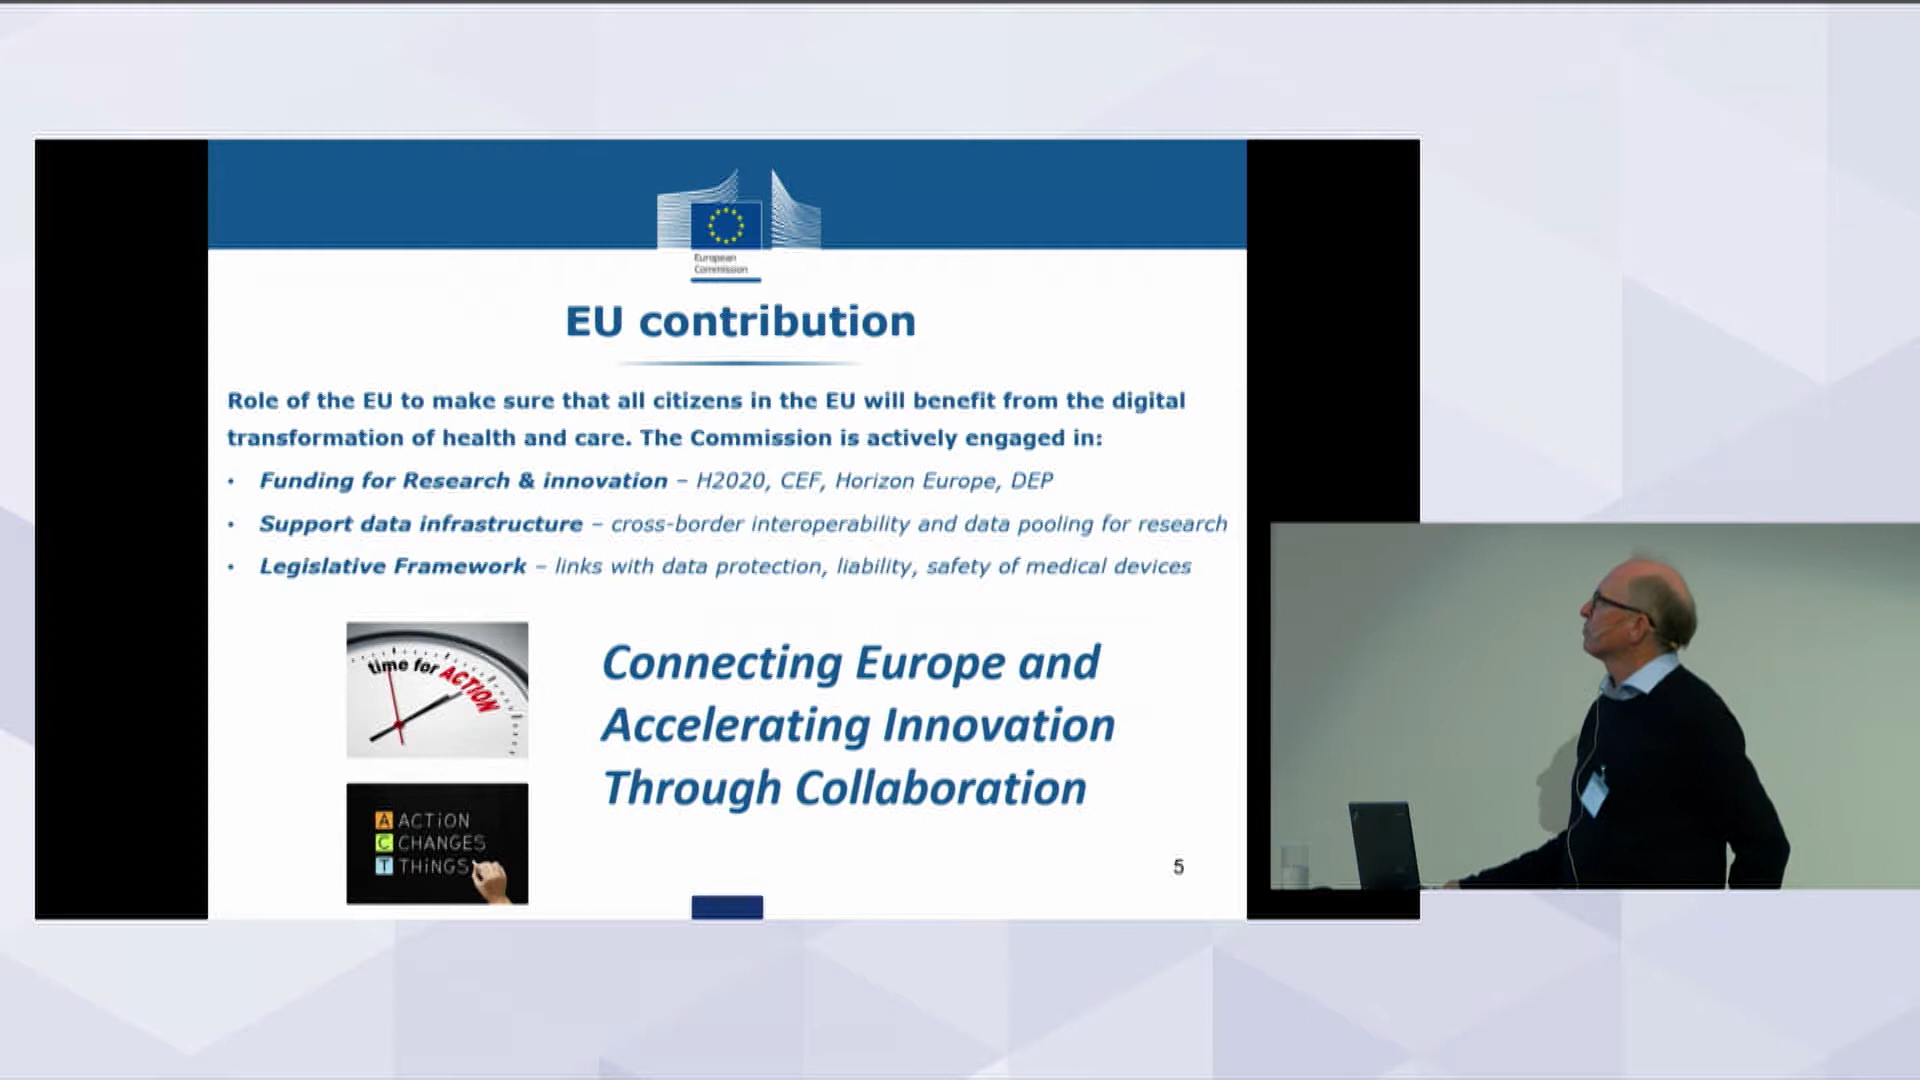 European
Commission
EU contribution
Role of the EU to make sure that all citizens in the EU will benefit from the digital
transformation of health and care. The Commission is actively engaged in:
• Funding for Research & innovation – H2020, CEF, Horizon Europe, DEP
• Support data infrastructure – cross-border interoperability and data pooling for research
• Legislative Framework – links with data protection, liability, safety of medical devices
time for ACTION
Connecting Europe and
Accelerating Innovation
Through Collaboration
A ACTiON
C CHANGES
T THiNGS
5